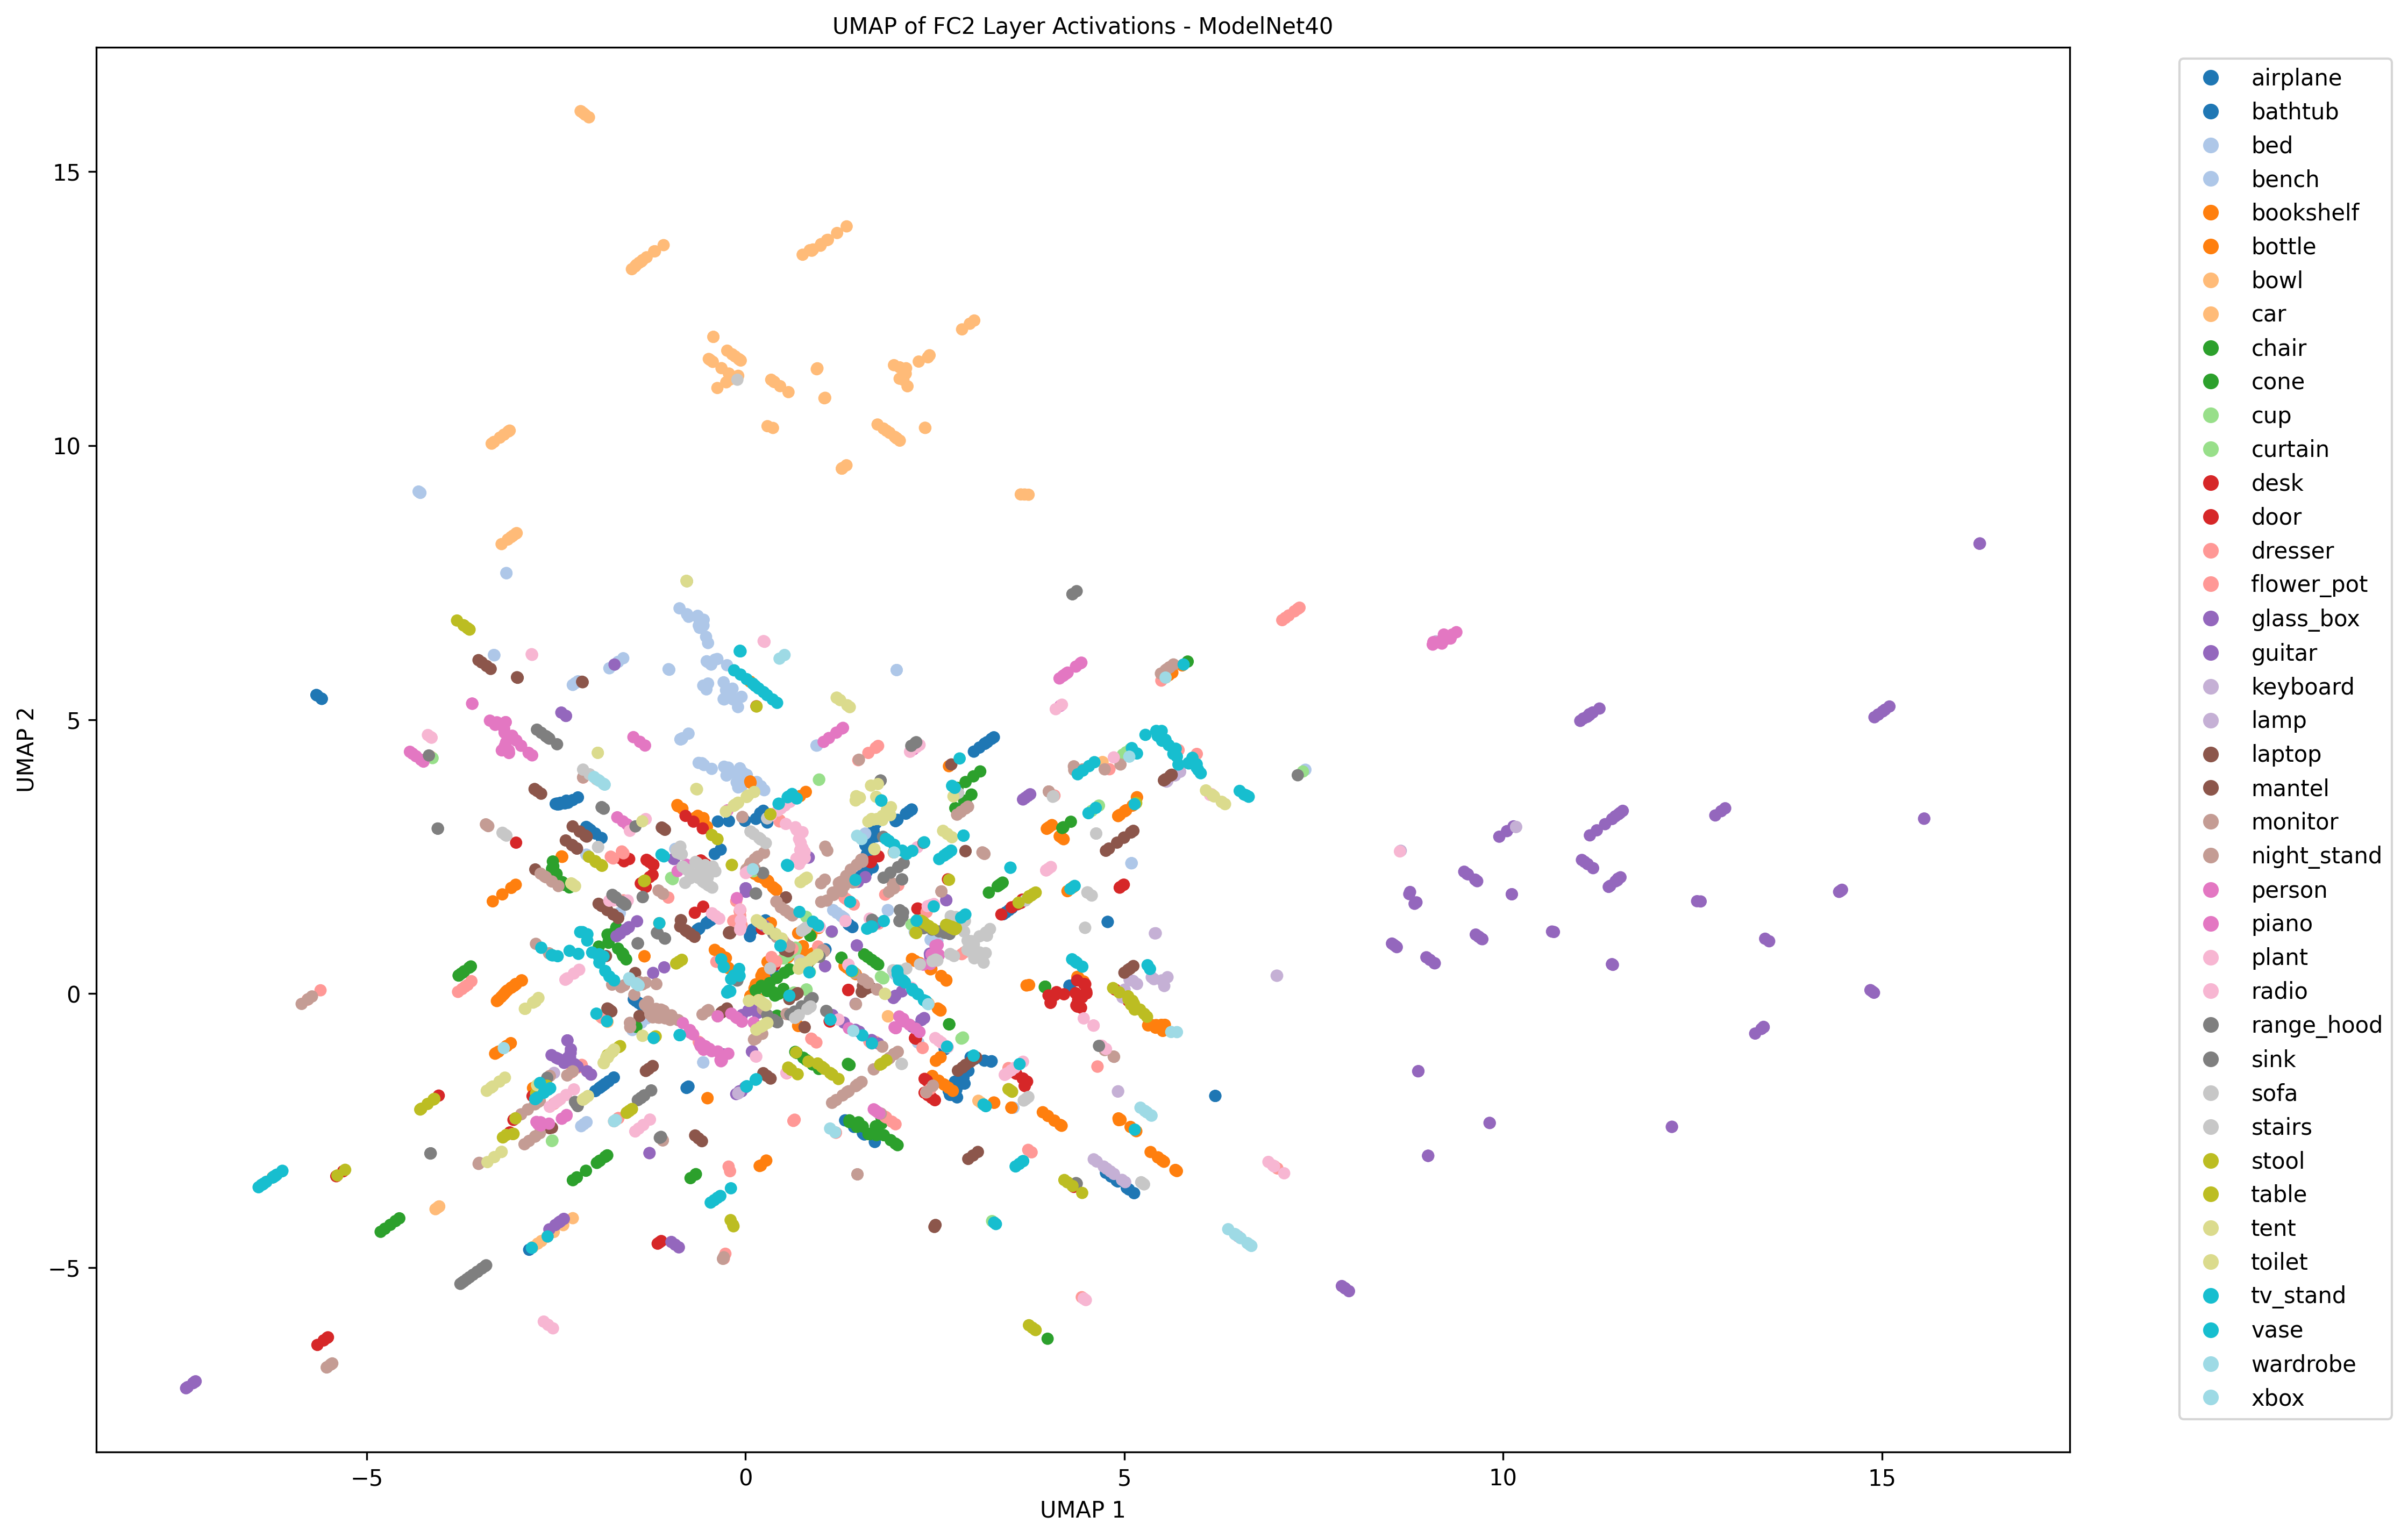 UMAP of FC2 Layer Activations - ModelNet40
UMAP 2
15
10
5
0
−5
−5
0
5
10
15
UMAP 1
airplane
bathtub
bed
bench
bookshelf
bottle
bowl
car
chair
cone
cup
curtain
desk
door
dresser
flower_pot
glass_box
guitar
keyboard
lamp
laptop
mantel
monitor
night_stand
person
piano
plant
radio
range_hood
sink
sofa
stairs
stool
table
tent
toilet
tv_stand
vase
wardrobe
xbox